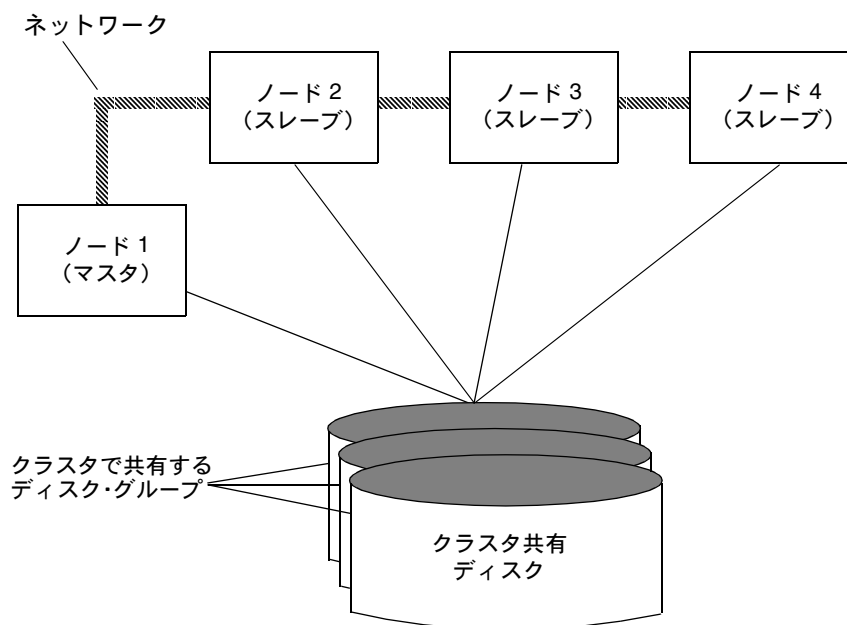 ネットワーク
ノード 2
（スレーブ）
ノード 3
（スレーブ）
ノード 4
（スレーブ）
ノード 1
（マスタ）
クラスタで共有する
ディスク・グループ
クラスタ共有
ディスク